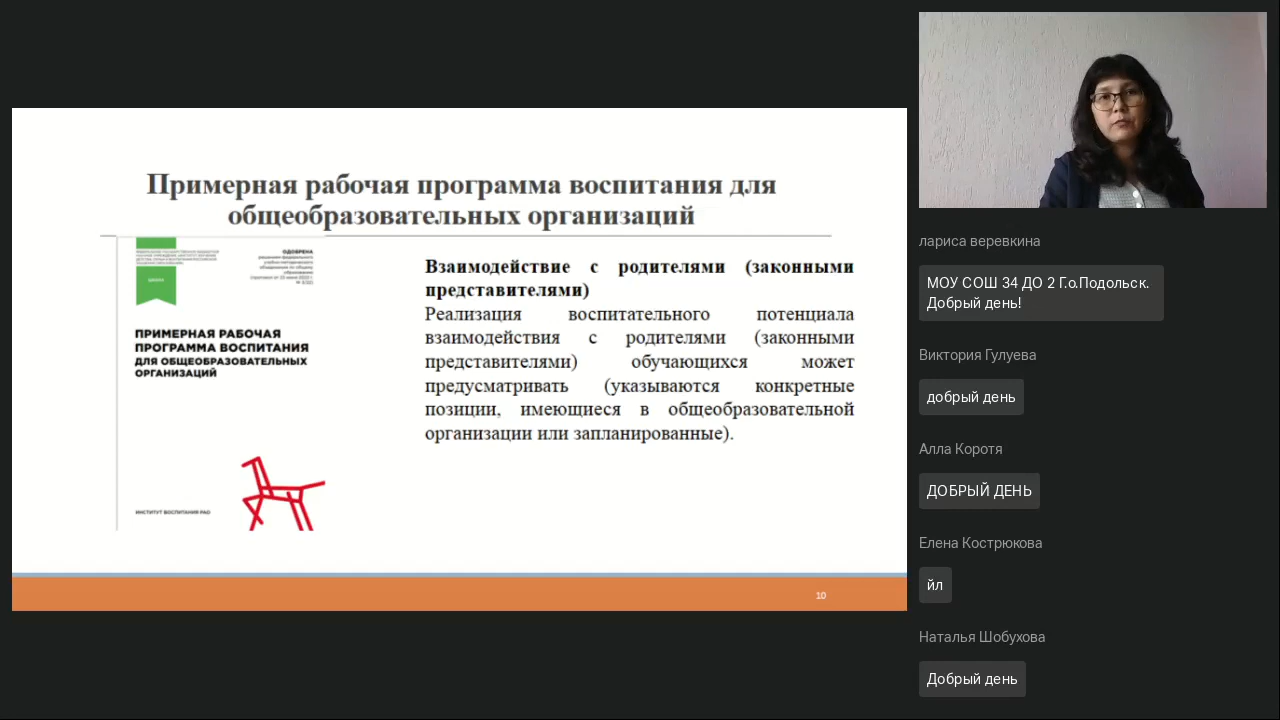 Примерная рабочая программа воспитания для
общеобразовательных организаций
ОДОБРЕНА
ШКОЛА
ПРИМЕРНАЯ РАБОЧАЯ
ПРОГРАММА ВОСПИТАНИЯ
ДЛЯ ОБЩЕОБРАЗОВАТЕЛЬНЫХ
ОРГАНИЗАЦИЙ
ИНСТИТУТ ВОСПИТАНИЯ РАО
Взаимодействие с родителями (законными
представителями)
Реализация воспитательного потенциала
взаимодействия с родителями (законными
представителями) обучающихся может
предусматривать (указываются конкретные
позиции, имеющиеся в общеобразовательной
организации или запланированные).
10
лариса веревкина
МОУ СОШ 34 ДО 2 Г.о.Подольск.
Добрый день!
Виктория Гулуева
добрый день
Алла Коротя
ДОБРЫЙ ДЕНЬ
Елена Кострюкова
йл
Наталья Шобухова
Добрый день